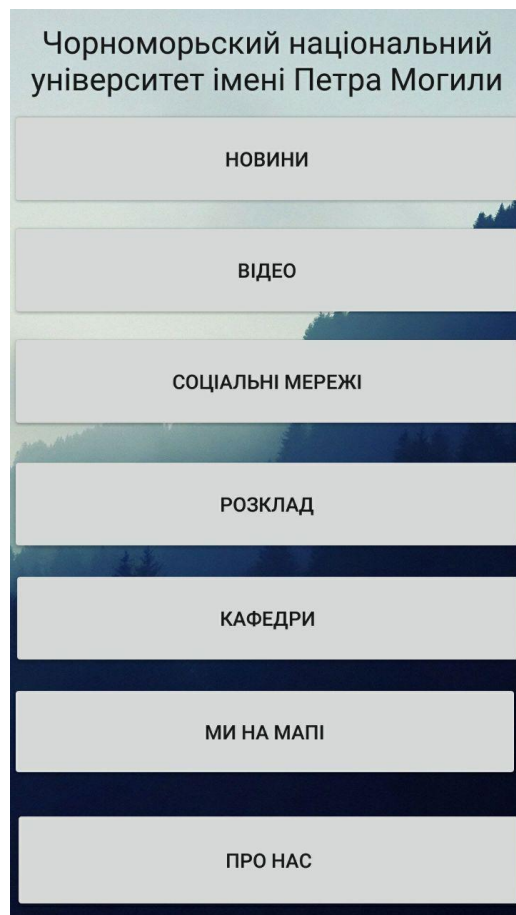 Чорноморьский національний
університет імені Петра Могили
НОВИНИ
ВІДЕО
СОЦІАЛЬНІ МЕРЕЖІ
РОЗКЛАД
КАФЕДРИ
МИ НА МАПІ
ПРО НАС